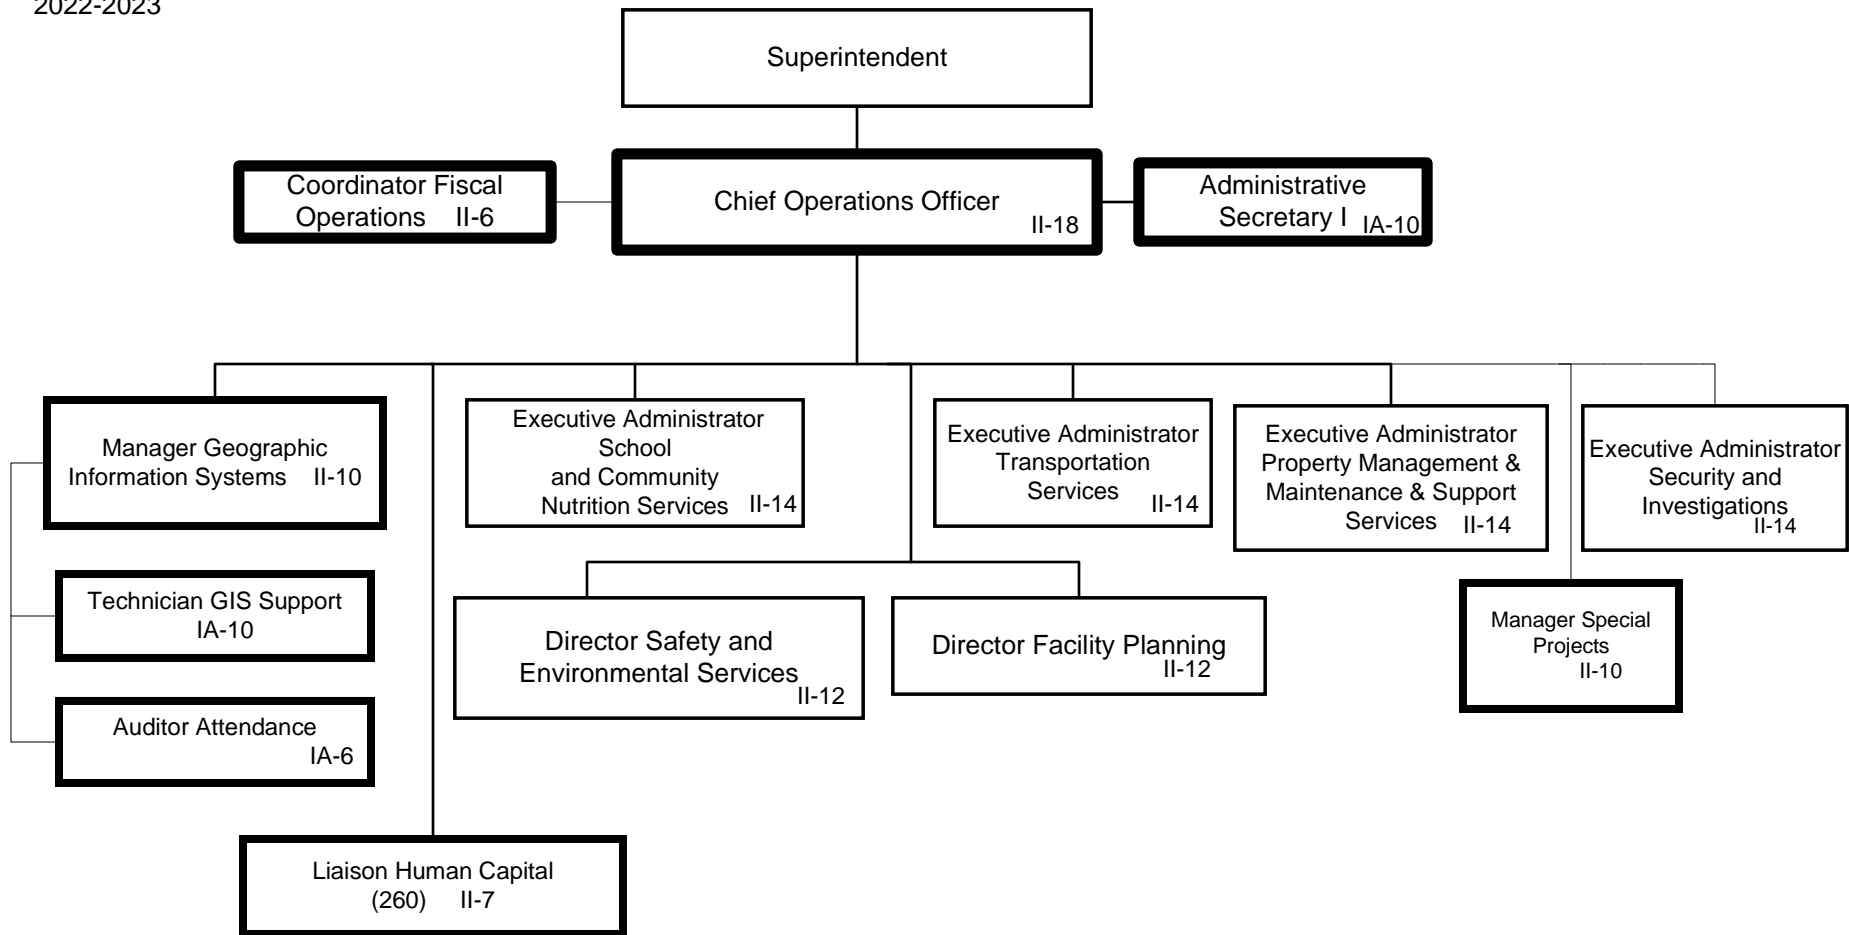 2022-2023
Superintendent
Coordinator Fiscal
Operations II-6
Chief Operations Officer
II-18
Administrative
Secretary I IA-10
Manager Geographic
Information Systems II-10
Executive Administrator
School
and Community
Nutrition Services II-14
Executive Administrator
Transportation
Services
II-14
Executive Administrator
Property Management &
Maintenance & Support
Services II-14
Executive Administrator
Security and
Investigations
II-14
Technician GIS Support
IA-10
Director Safety and
Environmental Services
II-12
Director Facility Planning
II-12
Manager Special
Projects
II-10
Auditor Attendance
IA-6
Liaison Human Capital
(260) II-7